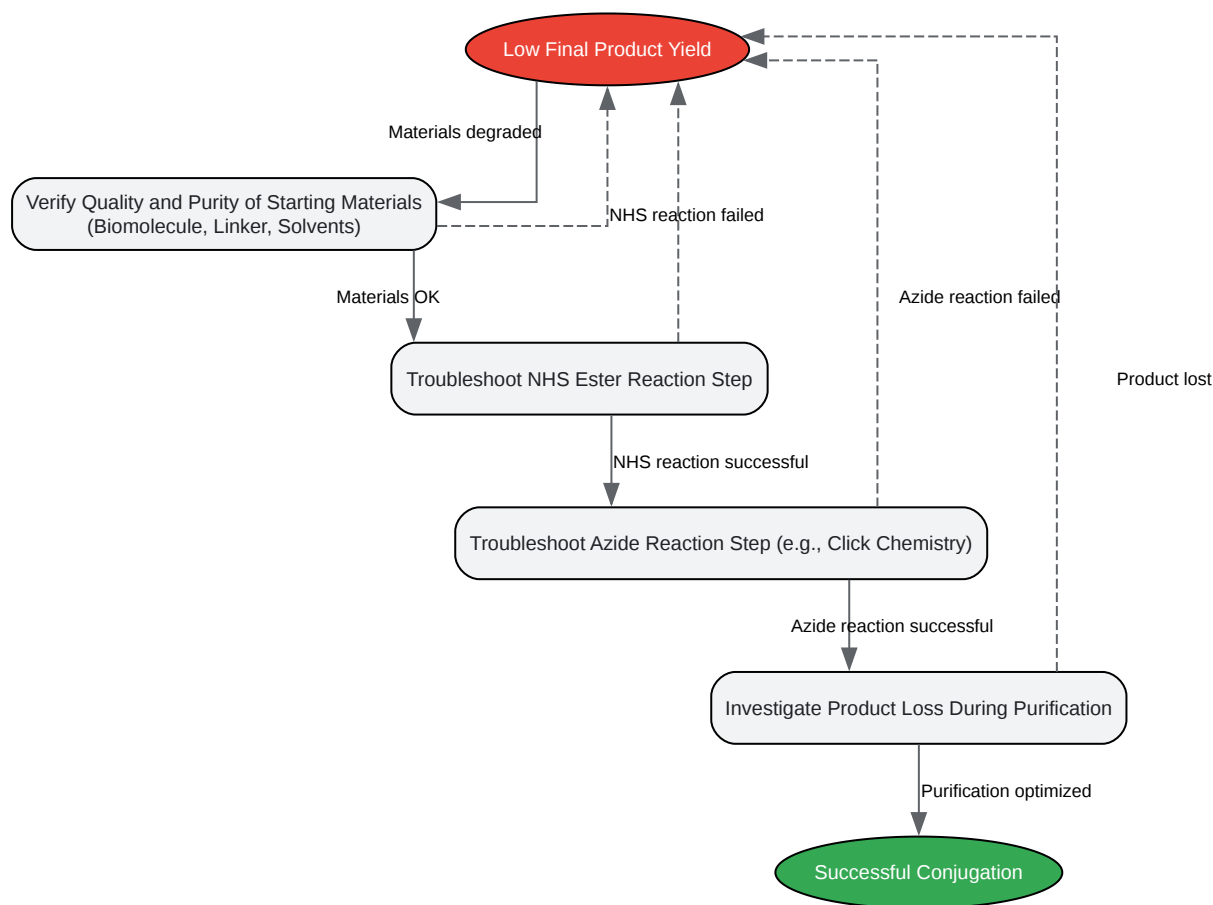 Low Final Product Yield
Materials degraded
Verify Quality and Purity of Starting Materials
(Biomolecule, Linker, Solvents)
NHS reaction failed
Materials OK
Azide reaction failed
Troubleshoot NHS Ester Reaction Step
Product lost
NHS reaction successful
Troubleshoot Azide Reaction Step (e.g., Click Chemistry)
Azide reaction successful
Investigate Product Loss During Purification
Purification optimized
Successful Conjugation